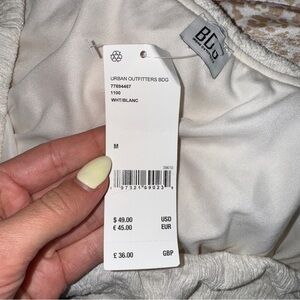 BDG
URBAN OUTFITTERS BDG
77694467
1100
WHT/BLANC
M
$ 49.00 USD
€ 45.00 EUR
£ 36.00 GBP